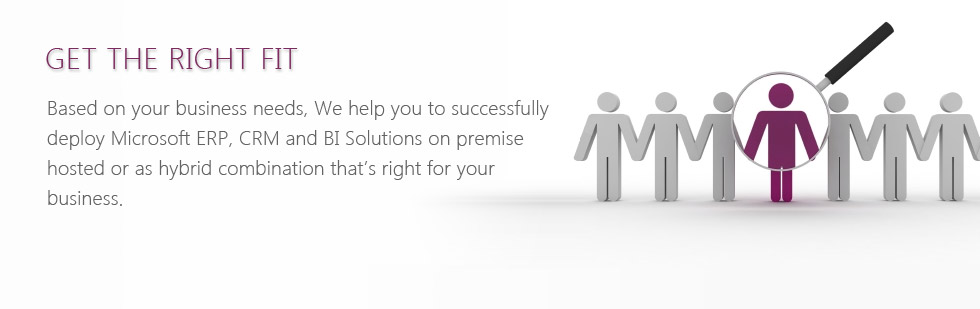 GET THE RIGHT FIT
Based on your business needs, We help you to successfully
deploy Microsoft ERP, CRM and BI Solutions on premise
hosted or as hybrid combination that's right for your
business.